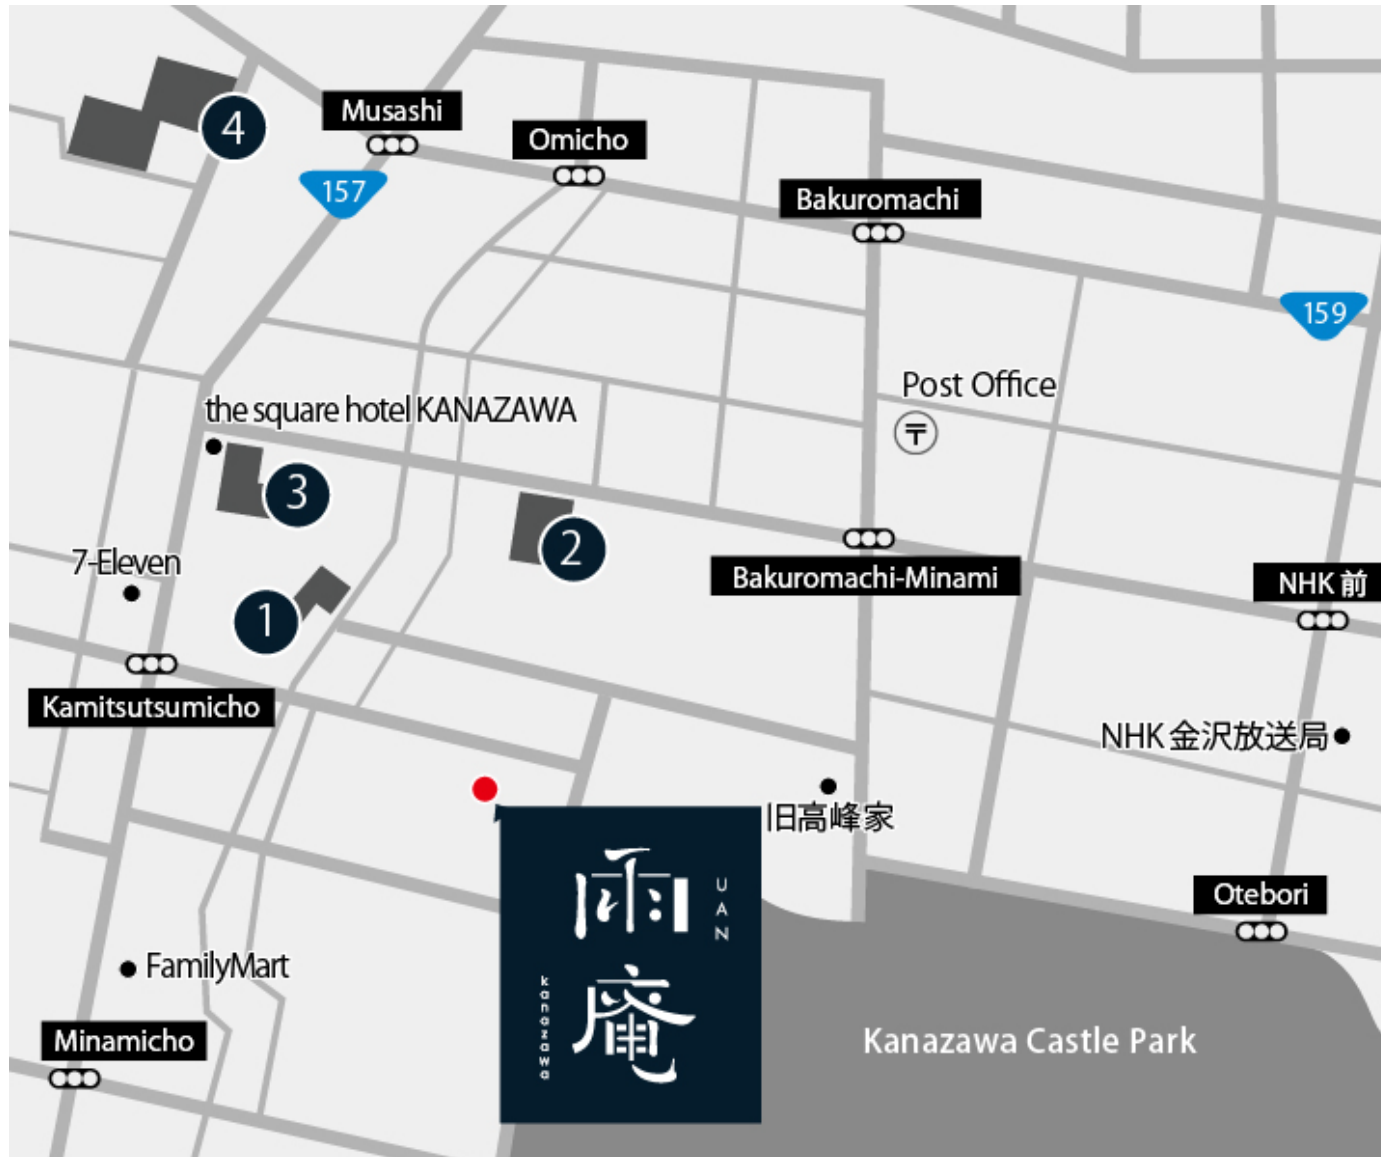 Musashi
4
Omicho
157
Bakuromachi
159
Post Office
〒
the square hotel KANAZAWA
3
2
7-Eleven
Bakuromachi-Minami
NHK 前
1
Kamitsutsumicho
NHK 金沢放送局
旧高峰家
雨庵
UAN
kanazawa
Otebori
FamilyMart
Minamicho
Kanazawa Castle Park